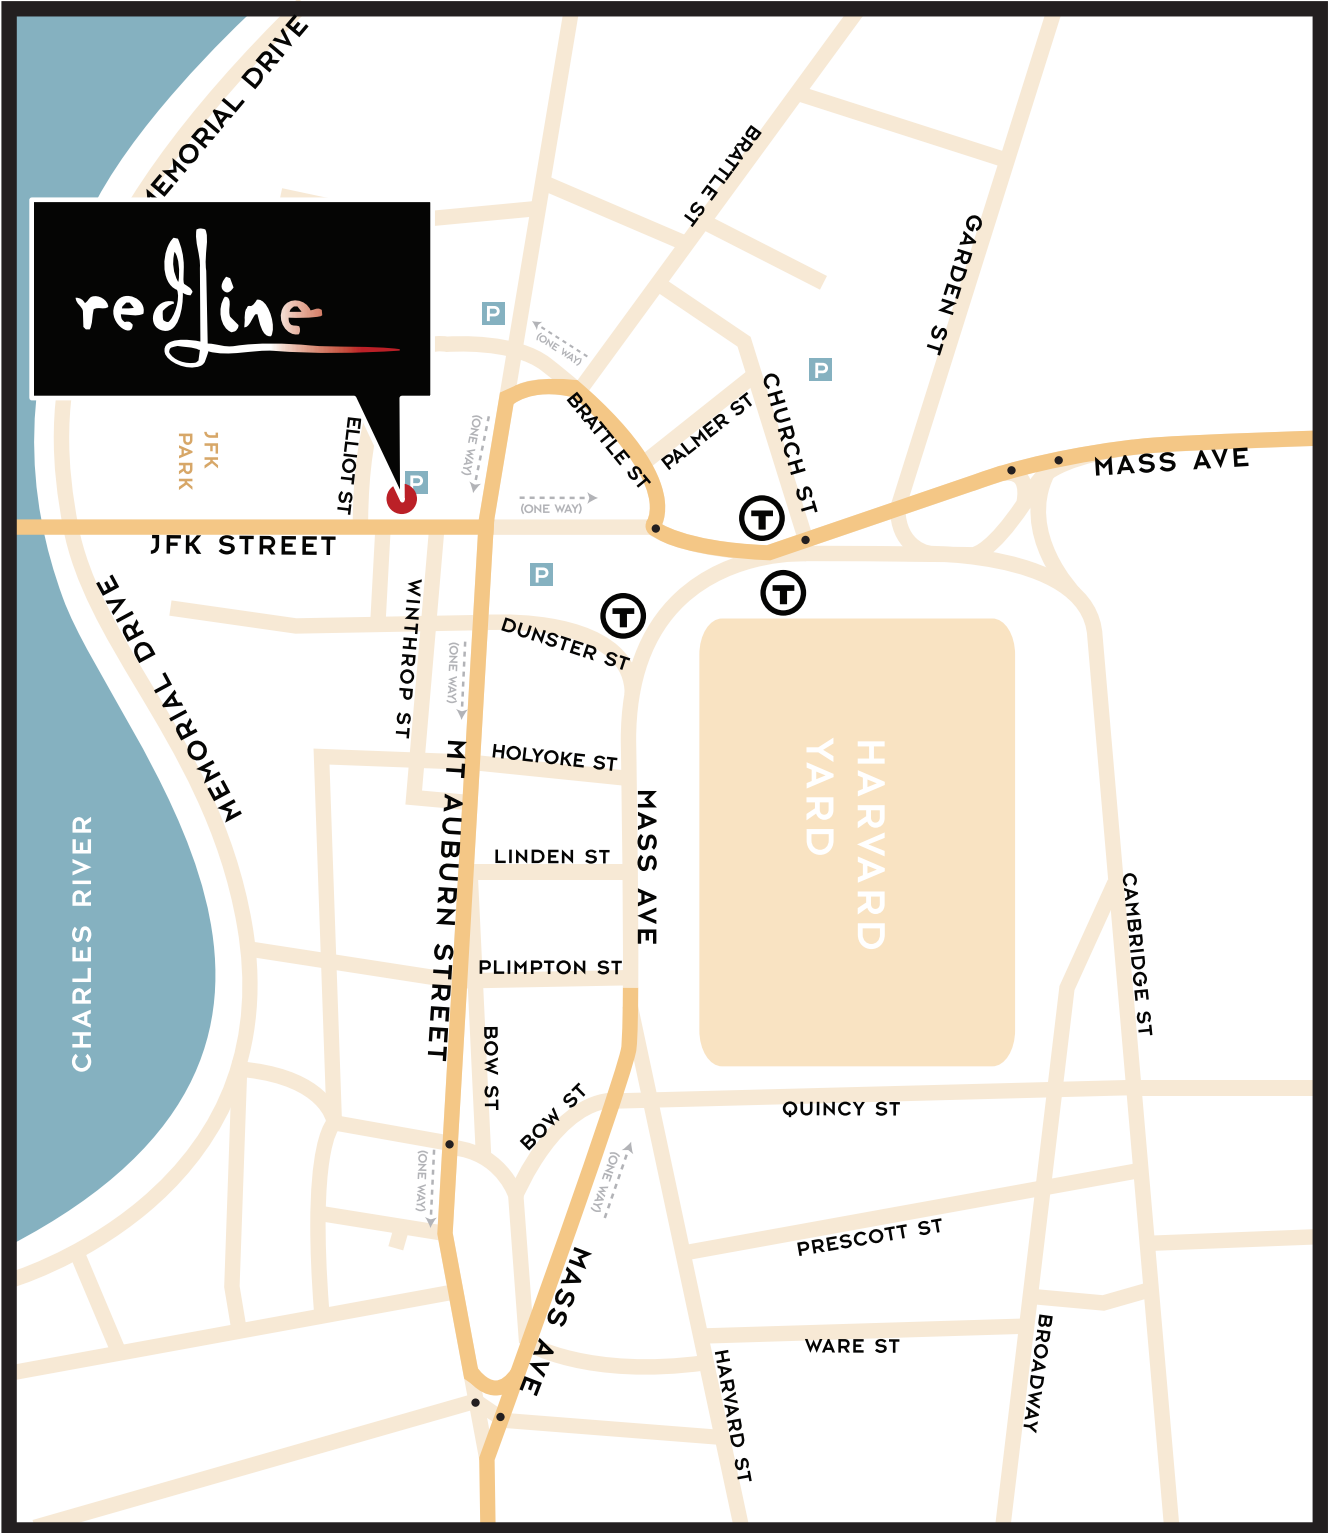 MEMORIAL DRIVE
BRATTLE ST
GARDEN ST
redline
P
(ONE WAY)
P
BRATTLE ST
PALMER ST
CHURCH ST
MASS AVE
JFK
PARK
ELLIOT ST
P
(ONE WAY)
(ONE WAY)
T
JFK STREET
P
T
T
MEMORIAL DRIVE
WINTHROP ST
DUNSTER ST
(ONE WAY)
HOLYOKE ST
MT AUBURN STREET
LINDEN ST
MASS AVE
HARVARD
YARD
CHARLES RIVER
PLIMPTON ST
CAMBRIDGE ST
BOW ST
BOW ST
QUINCY ST
(ONE WAY)
(ONE WAY)
PRESCOTT ST
MASS AVE
WARE ST
BROADWAY
HARVARD ST